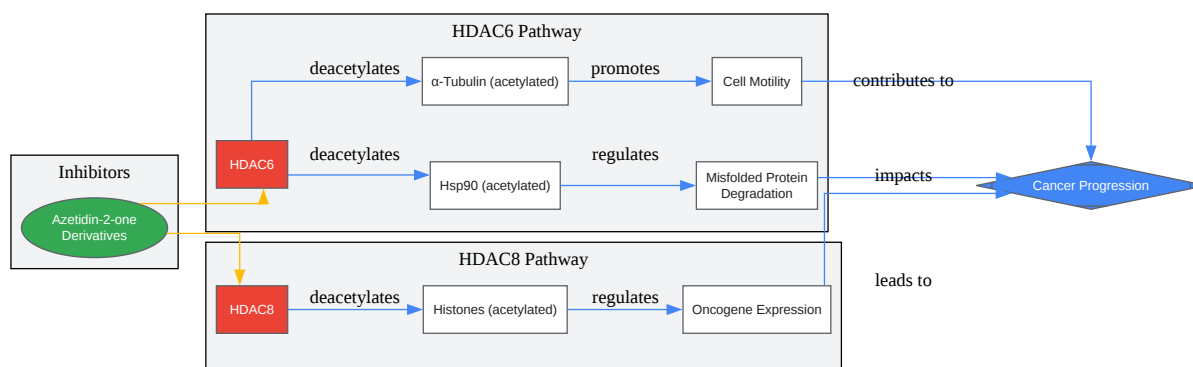 HDAC6 Pathway
deacetylates
α-Tubulin (acetylated)
promotes
Cell Motility
contributes to
HDAC6
deacetylates
Hsp90 (acetylated)
regulates
Misfolded Protein
Degradation
impacts
Cancer Progression
Inhibitors
Azetidin-2-one
Derivatives
HDAC8 Pathway
HDAC8
deacetylates
Histones (acetylated)
regulates
Oncogene Expression
leads to